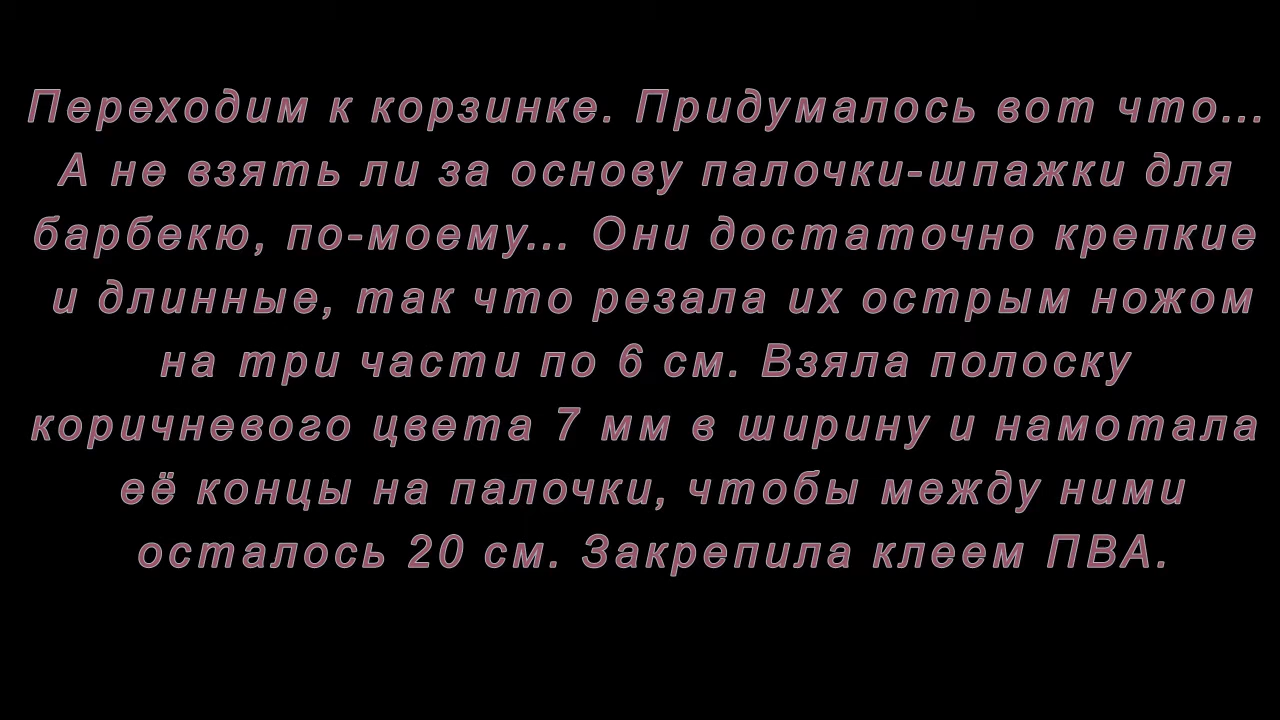 Переходим к корзинке. Придумалось вот что...
А не взять ли за основу палочки-шпажки для
барбекю, по-моему... Они достаточно крепкие
и длинные, так что резала их острым ножом
на три части по 6 см. Взяла полоску
коричневого цвета 7 мм в ширину и намотала
её концы на палочки, чтобы между ними
осталось 20 см. Закрепила клеем ПВА.